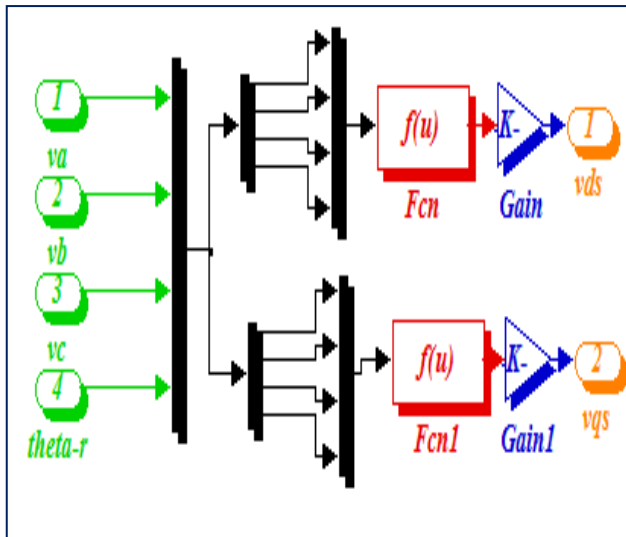 1
va
2
vb
3
vc
4
theta-r
f(u)
Fcn
K-
Gain
1
vds
f(u)
Fcn1
K-
Gain1
2
vqs